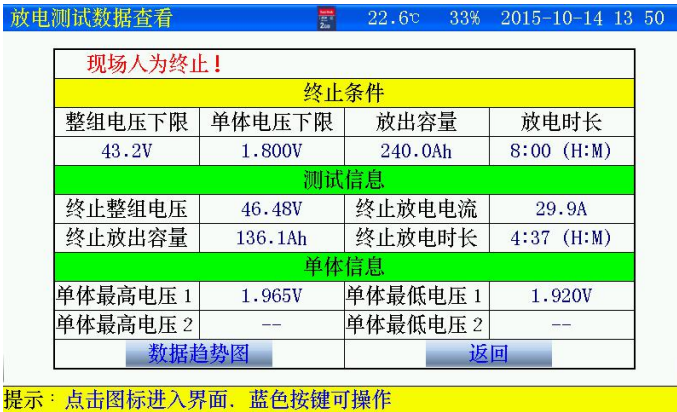 放电测试数据查看 22.6℃ 33% 2015-10-14 13 50
现场人为终止!
终止条件
整组电压下限 单体电压下限 放出容量 放电时长
43.2V 1.800V 240.0Ah 8:00 (H:M)
测试信息
终止整组电压 46.48V 终止放电电流 29.9A
终止放出容量 136.1Ah 终止放电时长 4:37 (H:M)
单体信息
单体最高电压1 1.965V 单体最低电压1 1.920V
单体最高电压2 -- 单体最低电压2 --
数据趋势图 返回
提示:点击图标进入界面. 蓝色按键可操作